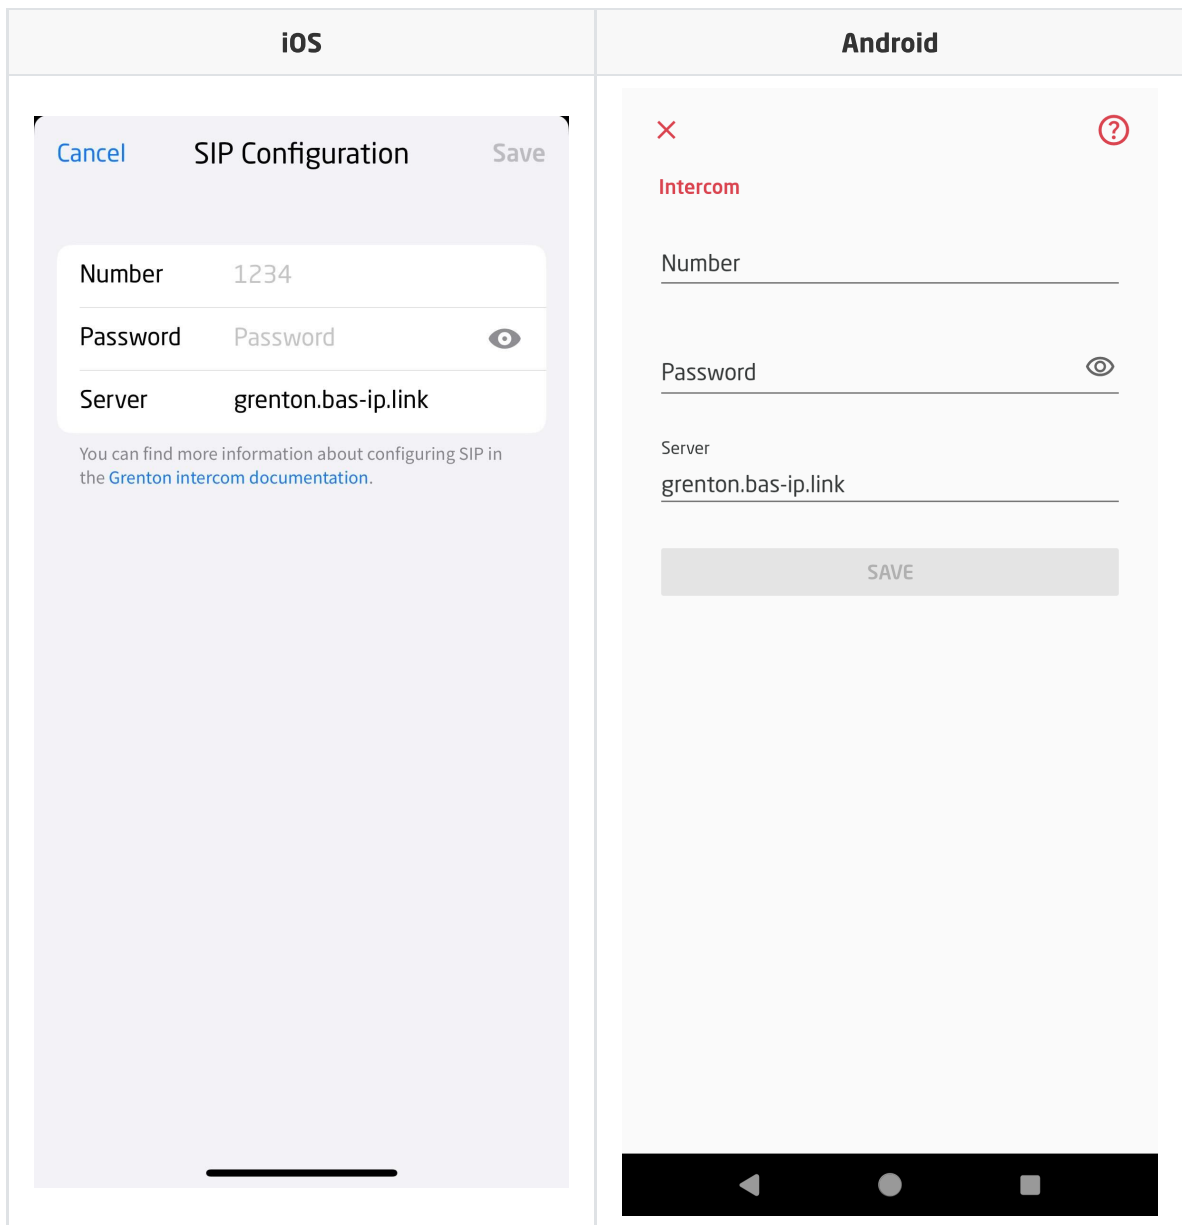 iOS
Android
Cancel SIP Configuration Save
Number 1234
Password Password
Server grenton.bas-ip.link
You can find more information about configuring SIP in
the Grenton intercom documentation.
?
Intercom
Number
Password
Server
grenton.bas-ip.link
SAVE